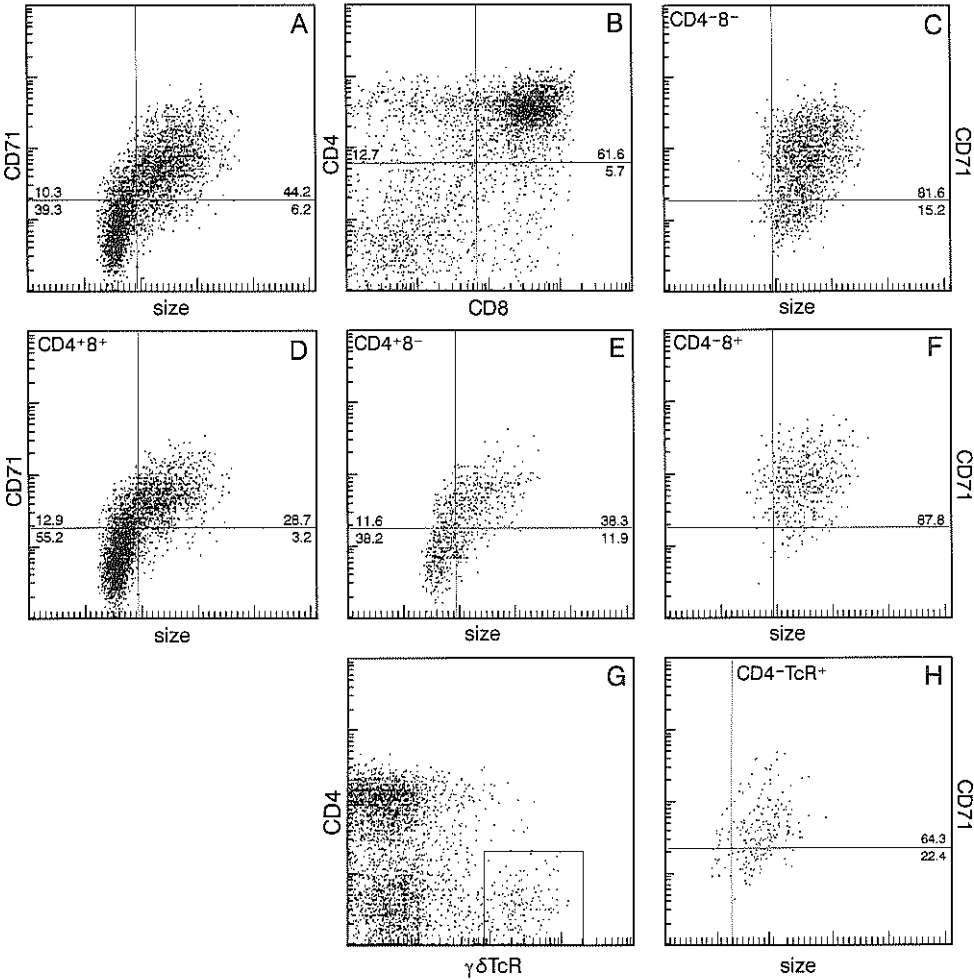 A
CD71
10.3
39.3
44.2
6.2
size
B
CD4
12.7
61.6
5.7
CD8
CD4-8-
C
CD71
81.6
15.2
size
CD4+8+
D
CD71
12.9
55.2
28.7
3.2
size
CD4+8-
E
11.6
38.2
38.3
11.9
size
CD4-8+
F
CD71
87.8
size
G
CD4
γδTcR
CD4-TcR+
H
CD71
64.3
22.4
size